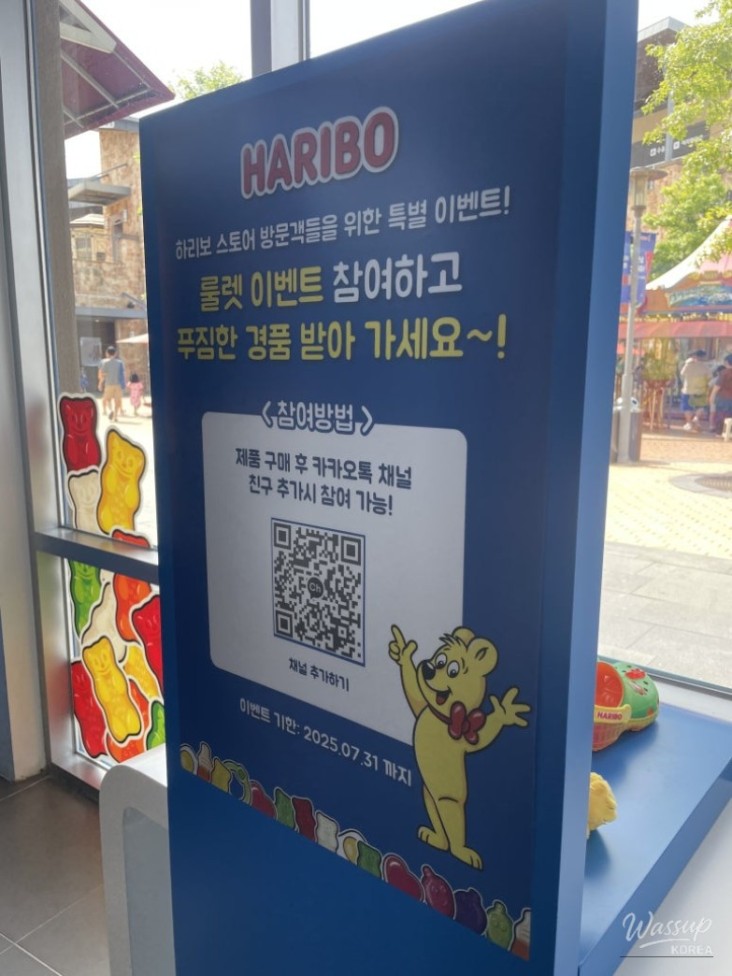 HARIBO
하리보 스토어 방문객들을 위한 특별 이벤트!
룰렛 이벤트 참여하고
푸짐한 경품 받아 가세요~!
<참여방법>
제품 구매 후 카카오톡 채널
친구 추가시 참여 가능!
Ch
채널 추가하기
이벤트 기한: 2025.07.31 까지
HARIBO
Wassup
KOREA